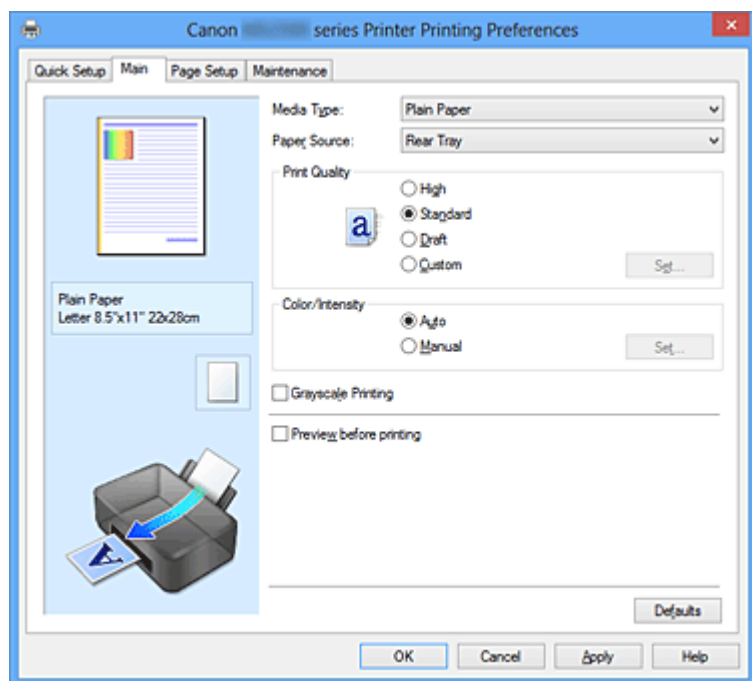 Canon series Printer Printing Preferences
Quick Setup Main Page Setup Maintenance
Media Type: Plain Paper
Paper Source: Rear Tray
Print Quality
High
a Standard
Draft
Custom Set...
Plain Paper
Letter 8.5"x11" 22x28cm
Color/Intensity
Auto
Manual Set...
Grayscale Printing
Preview before printing
A
Defaults
OK Cancel Apply Help